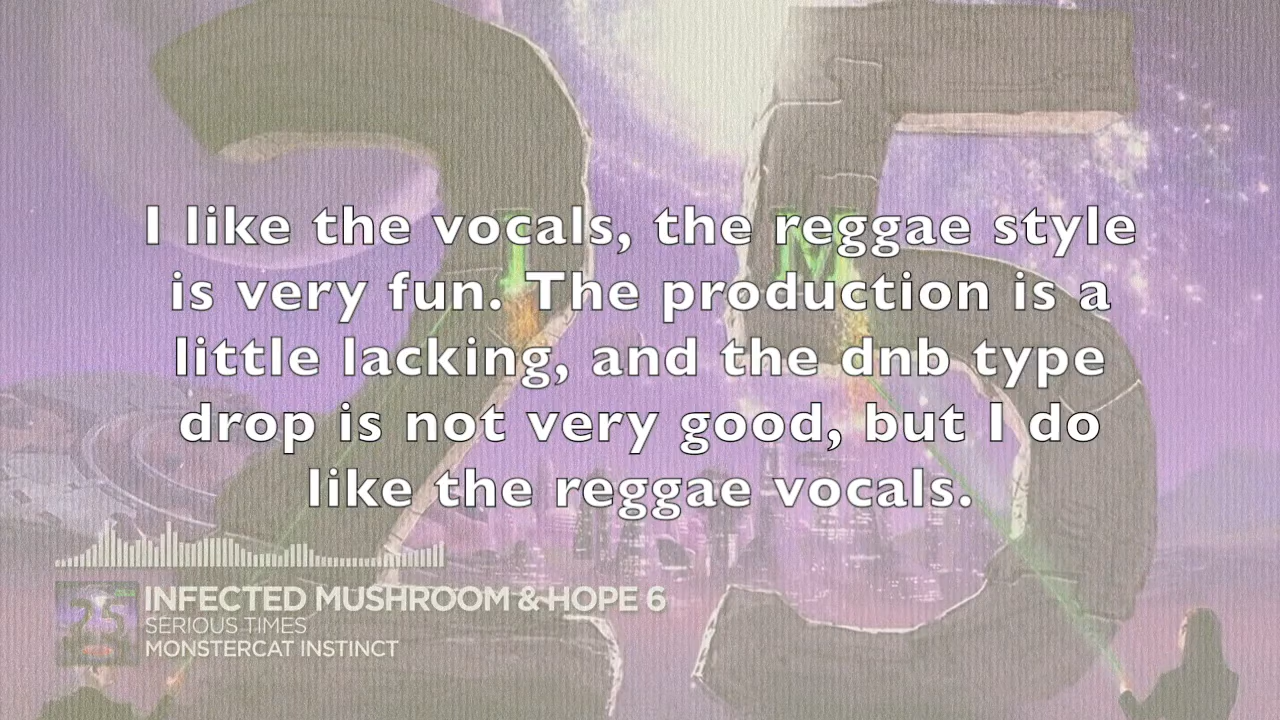 I like the vocals, the reggae style
is very fun. The production is a
little lacking, and the dnb type
drop is not very good, but I do
like the reggae vocals.
I M
25
INFECTED MUSHROOM & HOPE 6
SERIOUS TIMES
MONSTERCAT INSTINCT